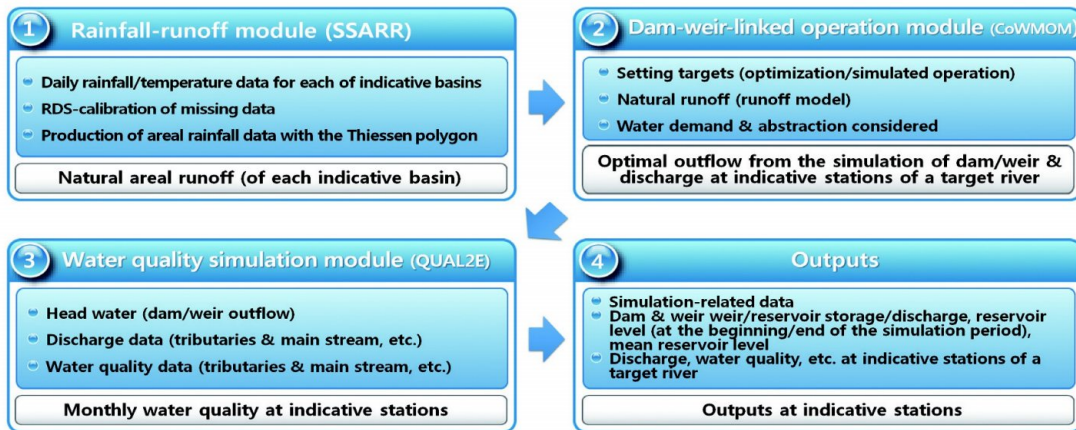 1 Rainfall-runoff module (SSARR)
Daily rainfall/temperature data for each of indicative basins
RDS-calibration of missing data
Production of areal rainfall data with the Thiessen polygon
Natural areal runoff (of each indicative basin)
2 Dam-weir-linked operation module (CoWMOM)
Setting targets (optimization/simulated operation)
Natural runoff (runoff model)
Water demand & abstraction considered
Optimal outflow from the simulation of dam/weir &
discharge at indicative stations of a target river
3 Water quality simulation module (QUAL2E)
Head water (dam/weir outflow)
Discharge data (tributaries & main stream, etc.)
Water quality data (tributaries & main stream, etc.)
Monthly water quality at indicative stations
4 Outputs
Simulation-related data
Dam & weir weir/reservoir storage/discharge, reservoir
level (at the beginning/end of the simulation period),
mean reservoir level
Discharge, water quality, etc. at indicative stations of a
target river
Outputs at indicative stations